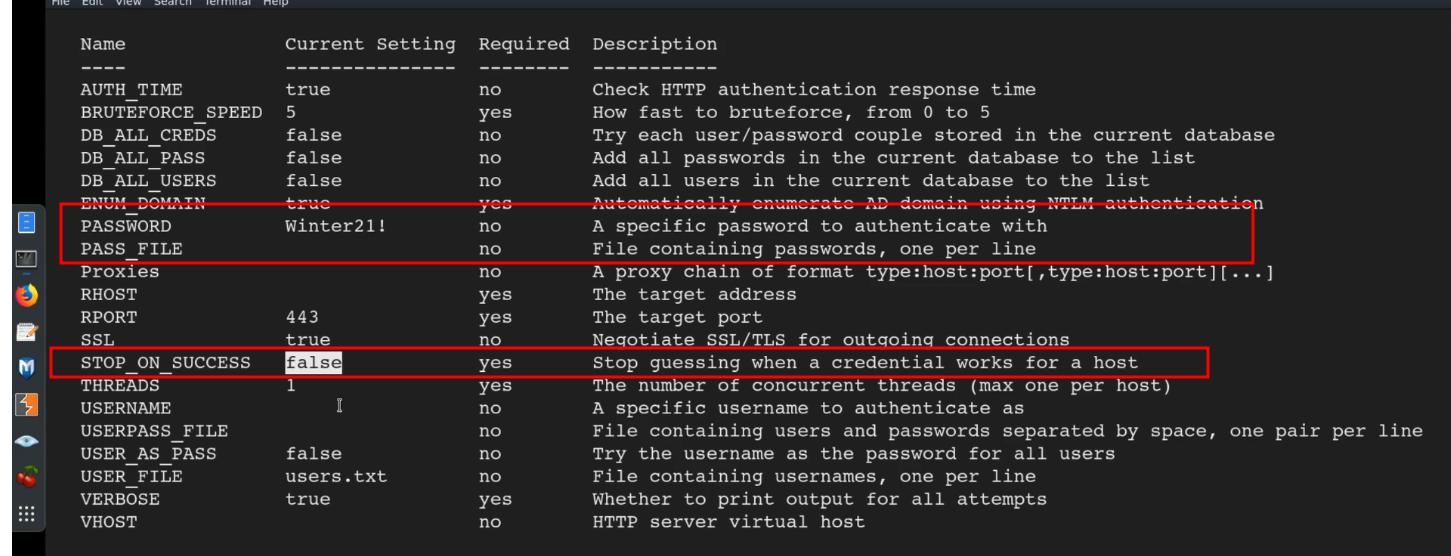 File Edit View Search Terminal Help
Name Current Setting Required Description
---- --------------- -------- -----------
AUTH_TIME true no Check HTTP authentication response time
BRUTEFORCE_SPEED 5 yes How fast to bruteforce, from 0 to 5
DB_ALL_CREDS false no Try each user/password couple stored in the current database
DB_ALL_PASS false no Add all passwords in the current database to the list
DB_ALL_USERS false no Add all users in the current database to the list
ENUM_DOMAIN true yes Automatically enumerate AD domain using NTLM authentication
PASSWORD Winter21! no A specific password to authenticate with
PASS_FILE no File containing passwords, one per line
Proxies no A proxy chain of format type:host:port[,type:host:port][...]
RHOST yes The target address
RPORT 443 yes The target port
SSL true no Negotiate SSL/TLS for outgoing connections
STOP_ON_SUCCESS false yes Stop guessing when a credential works for a host
THREADS 1 yes The number of concurrent threads (max one per host)
USERNAME no A specific username to authenticate as
USERPASS_FILE no File containing users and passwords separated by space, one pair per line
USER_AS_PASS false no Try the username as the password for all users
USER_FILE users.txt no File containing usernames, one per line
VERBOSE true yes Whether to print output for all attempts
VHOST no HTTP server virtual host